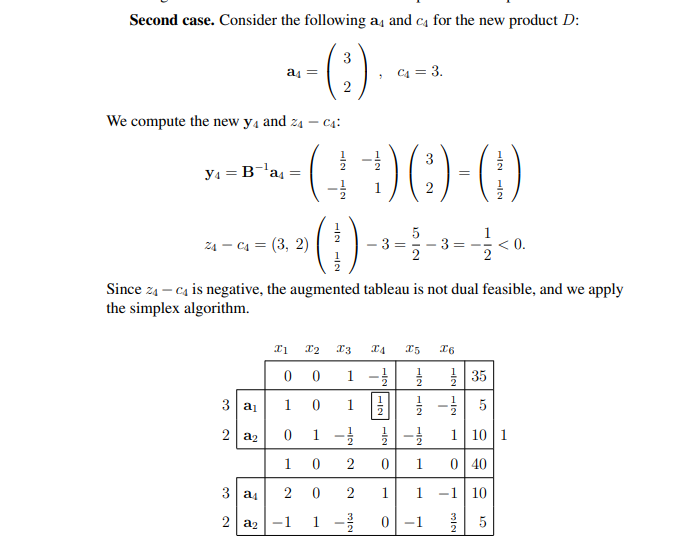 Second case. Consider the following a₄ and c₄ for the new product D:
a₄ = ( 3 2 ) , c₄ = 3.
We compute the new y₄ and z₄ − c₄:
y₄ = B⁻¹a₄ = ( 1/2 −1/2 −1/2 1 ) ( 3 2 ) = ( 1/2 1/2 )
z₄ − c₄ = (3, 2) ( 1/2 1/2 ) − 3 = 5/2 − 3 = −1/2 < 0.
Since z₄ − c₄ is negative, the augmented tableau is not dual feasible, and we apply
the simplex algorithm.
x₁ x₂ x₃ x₄ x₅ x₆
0 0 1 −1/2 1/2 1/2 35
3 a₁ 1 0 1 1/2 1/2 −1/2 5
2 a₂ 0 1 −1/2 1/2 −1/2 1 10 1
1 0 2 0 1 0 40
3 a₄ 2 0 2 1 1 −1 10
2 a₂ −1 1 −3/2 0 −1 3/2 5